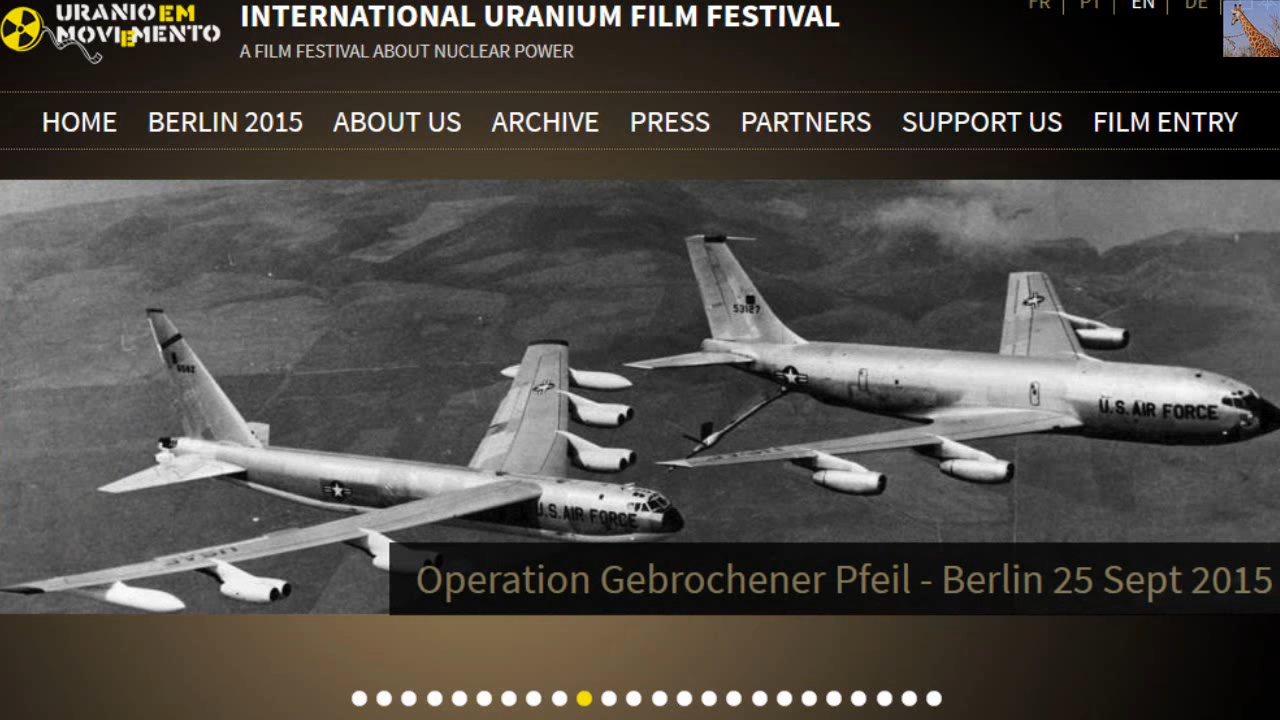 URANIO EM
MOVIEMENTO
INTERNATIONAL URANIUM FILM FESTIVAL
A FILM FESTIVAL ABOUT NUCLEAR POWER
FR PT EN DE
HOME BERLIN 2015 ABOUT US ARCHIVE PRESS PARTNERS SUPPORT US FILM ENTRY
53127
U.S. AIR FORCE
U.S. AIR FORCE
USAF
Operation Gebrochener Pfeil - Berlin 25 Sept 2015